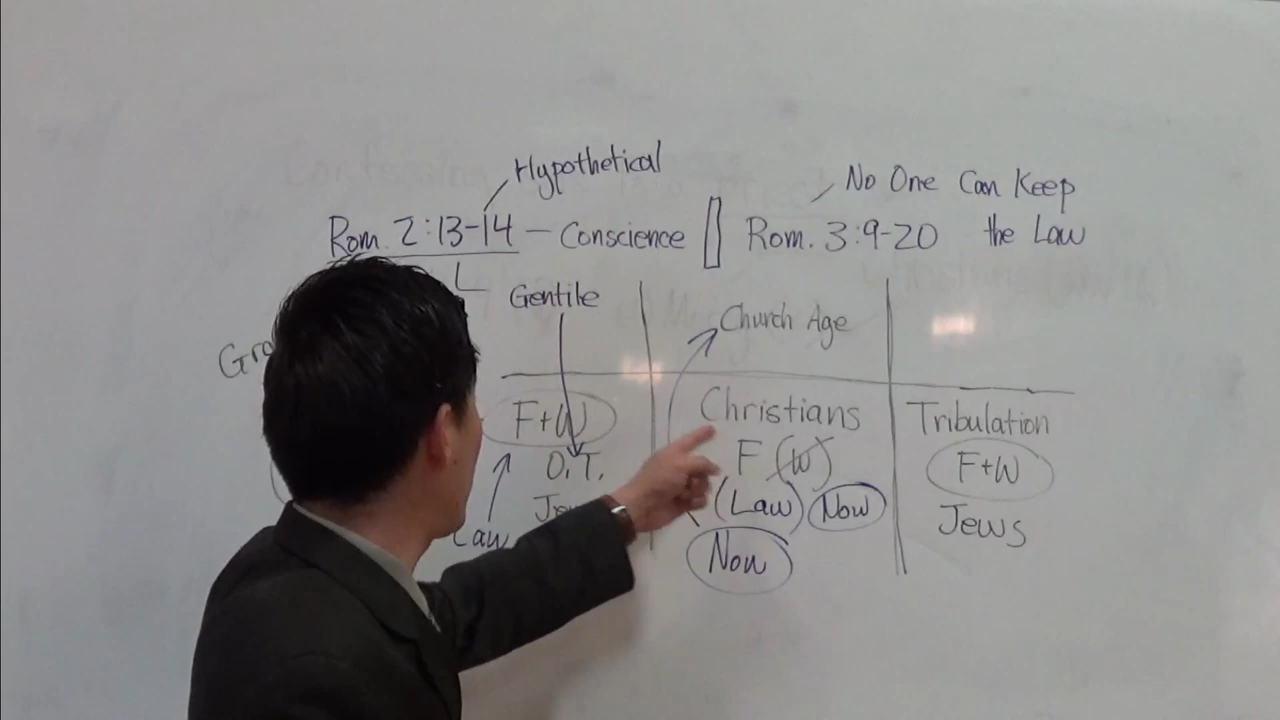 Hypothetical
No One Can Keep
the Law
Rom. 2:13-14 — Conscience
Rom. 3:9-20
L
Gentile
Church Age
F+W
O.T.
Law
Christians
F (W)
(Law) Now
Now
Tribulation
F+W
Jews